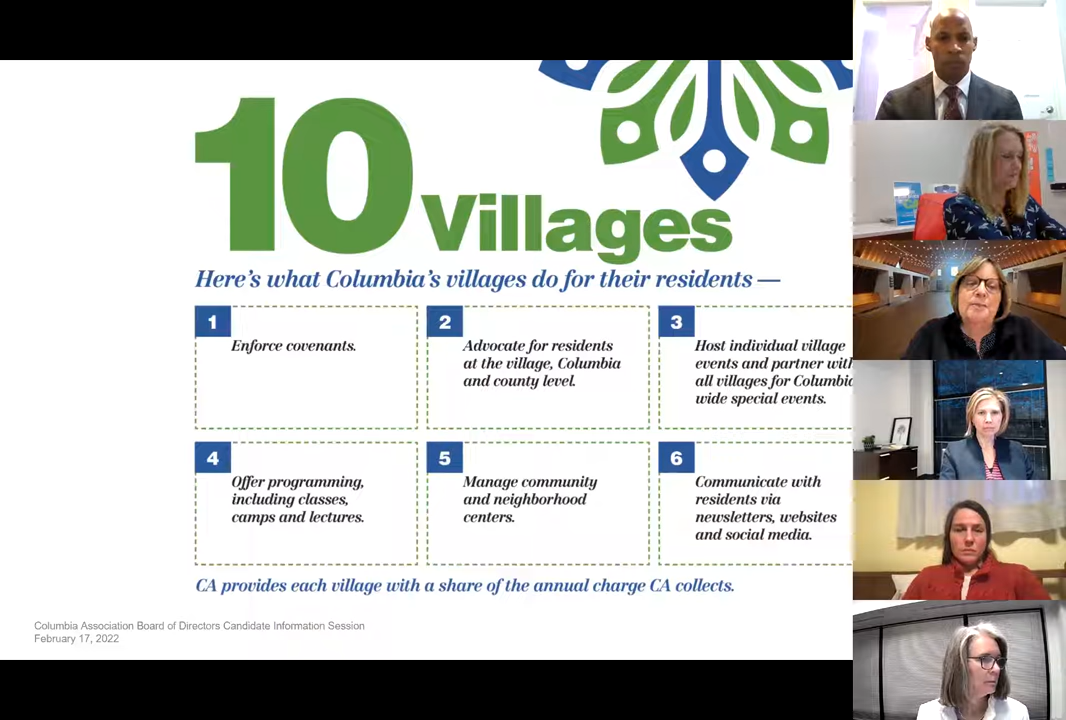 10 Villages
Here's what Columbia's villages do for their residents —
1
Enforce covenants.
2
Advocate for residents
at the village, Columbia
and county level.
3
Host individual village
events and partner with
all villages for Columbia
wide special events.
4
Offer programming,
including classes,
camps and lectures.
5
Manage community
and neighborhood
centers.
6
Communicate with
residents via
newsletters, websites
and social media.
CA provides each village with a share of the annual charge CA collects.
Columbia Association Board of Directors Candidate Information Session
February 17, 2022